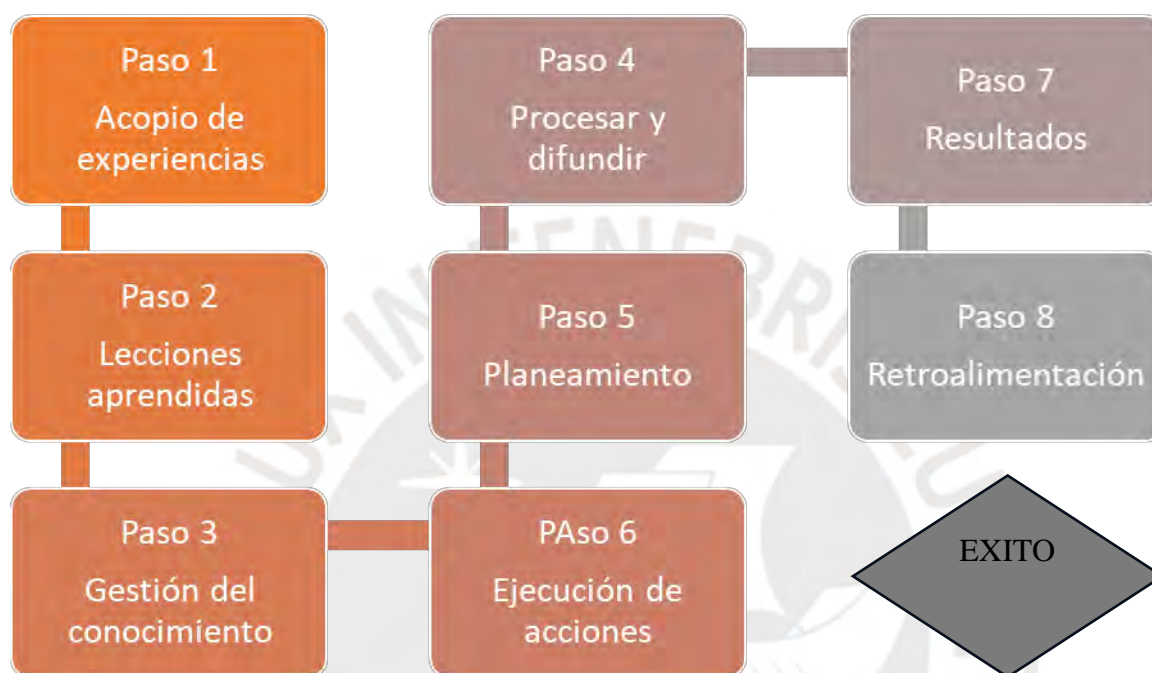 Paso 1
Acopio de
experiencias
Paso 2
Lecciones
aprendidas
Paso 3
Gestión del
conocimiento
Paso 4
Procesar y
difundir
Paso 5
Planeamiento
PAso 6
Ejecución de
acciones
Paso 7
Resultados
Paso 8
Retroalimentación
EXITO